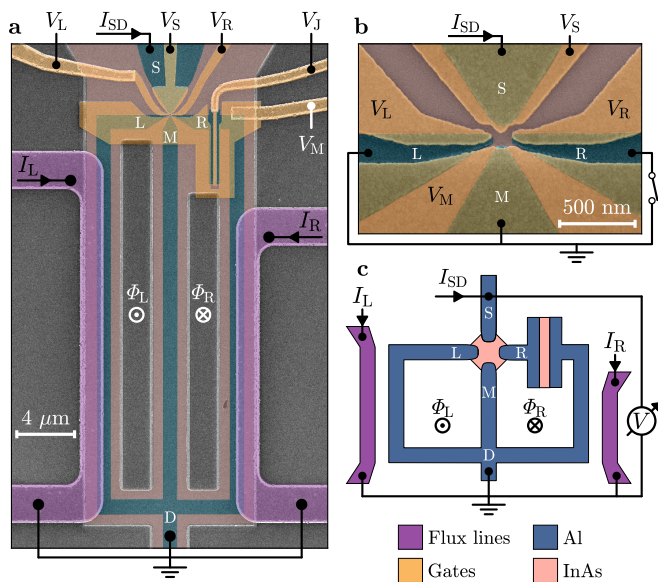 a
V_L I_SD V_S V_R V_J
S
L R
M
V_M
I_L
I_R
Φ_L Φ_R
4 μm
D
b
I_SD V_S
S
V_L V_R
L R
V_M
M
500 nm
c
I_SD
I_L
S
L R
I_R
M
Φ_L Φ_R
V
D
Flux lines Al
Gates InAs